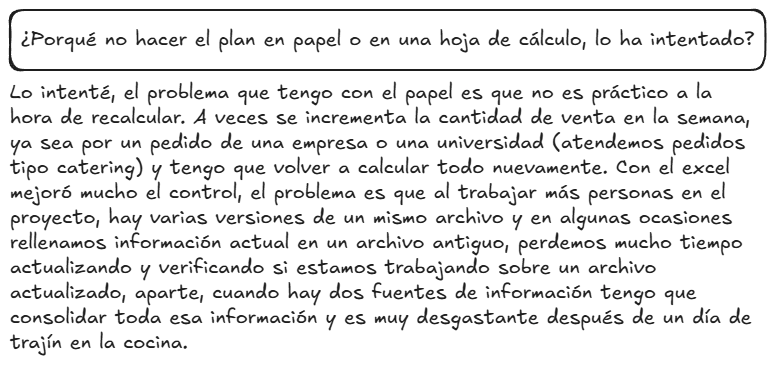 ¿Porqué no hacer el plan en papel o en una hoja de cálculo, lo ha intentado?
Lo intenté, el problema que tengo con el papel es que no es práctico a la
hora de recalcular. A veces se incrementa la cantidad de venta en la semana,
ya sea por un pedido de una empresa o una universidad (atendemos pedidos
tipo catering) y tengo que volver a calcular todo nuevamente. Con el excel
mejoró mucho el control, el problema es que al trabajar más personas en el
proyecto, hay varias versiones de un mismo archivo y en algunas ocasiones
rellenamos información actual en un archivo antiguo, perdemos mucho tiempo
actualizando y verificando si estamos trabajando sobre un archivo
actualizado, aparte, cuando hay dos fuentes de información tengo que
consolidar toda esa información y es muy desgastante después de un día de
trajín en la cocina.